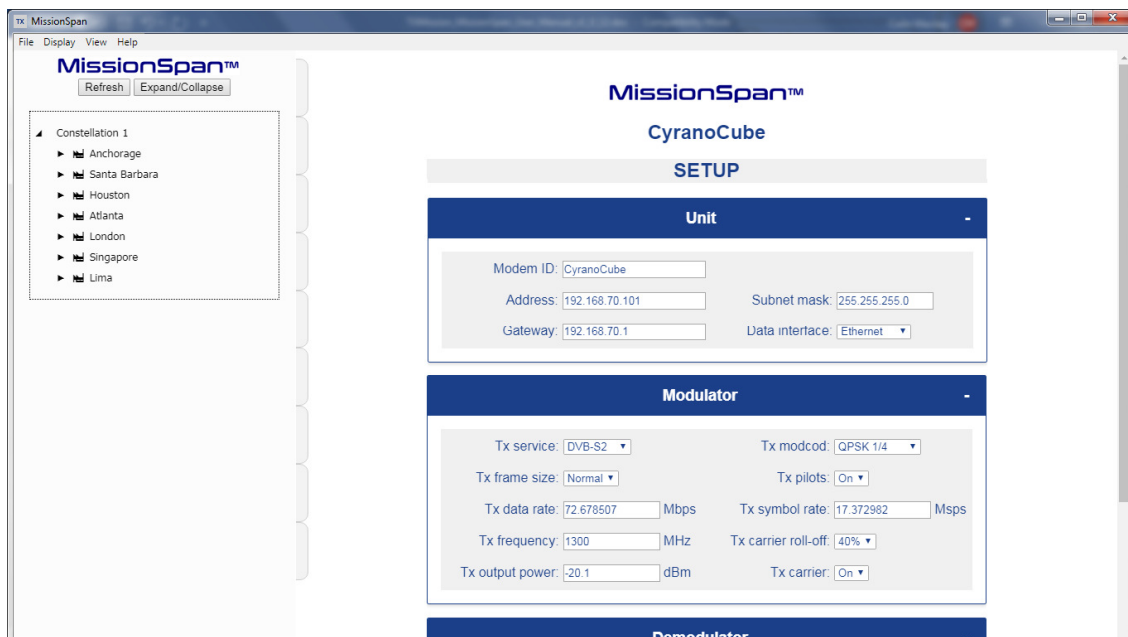 TX MissionSpan
File Display View Help
MissionSpan™
Refresh Expand/Collapse
Constellation 1
Anchorage
Santa Barbara
Houston
Atlanta
London
Singapore
Lima
MissionSpan™
CyranoCube
SETUP
Unit -
Modem ID: CyranoCube
Address: 192.168.70.101 Subnet mask: 255.255.255.0
Gateway: 192.168.70.1 Data interface: Ethernet
Modulator -
Tx service: DVB-S2 Tx modcod: QPSK 1/4
Tx frame size: Normal Tx pilots: On
Tx data rate: 72.678507 Mbps Tx symbol rate: 17.372982 Msps
Tx frequency: 1300 MHz Tx carrier roll-off: 40%
Tx output power: -20.1 dBm Tx carrier: On
Demodulator